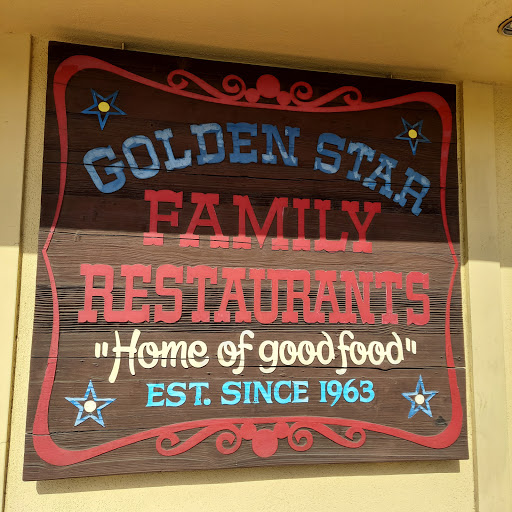 GOLDEN STAR
FAMILY
RESTAURANTS
"Home of good food"
EST. SINCE 1963